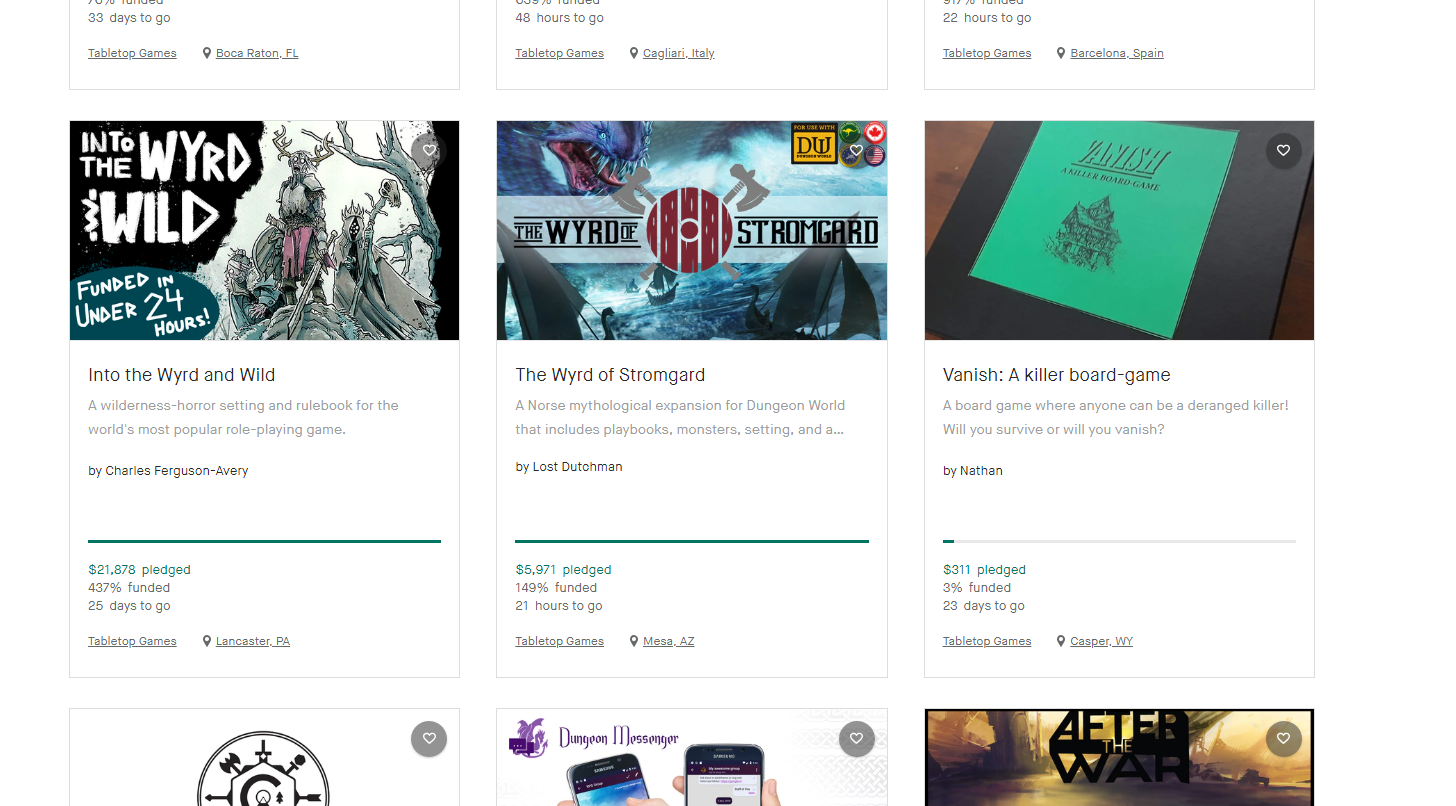 33 days to go
48 hours to go
22 hours to go
Tabletop Games Boca Raton, FL
Tabletop Games Cagliari, Italy
Tabletop Games Barcelona, Spain
INTO
THE WYRD
& WILD
FUNDED IN
UNDER 24
HOURS!
FOR USE WITH
DW
DUNGEON WORLD
THE WYRD OF STROMGARD
VANISH
A KILLER BOARD-GAME
Into the Wyrd and Wild
A wilderness-horror setting and rulebook for the
world's most popular role-playing game.
by Charles Ferguson-Avery
$21,878 pledged
437% funded
25 days to go
Tabletop Games Lancaster, PA
The Wyrd of Stromgard
A Norse mythological expansion for Dungeon World
that includes playbooks, monsters, setting, and a...
by Lost Dutchman
$5,971 pledged
149% funded
21 hours to go
Tabletop Games Mesa, AZ
Vanish: A killer board-game
A board game where anyone can be a deranged killer!
Will you survive or will you vanish?
by Nathan
$311 pledged
3% funded
23 days to go
Tabletop Games Casper, WY
Dungeon Messenger
SAMSUNG
SAMSUNG
My awesome group
AFTER
THE
WAR